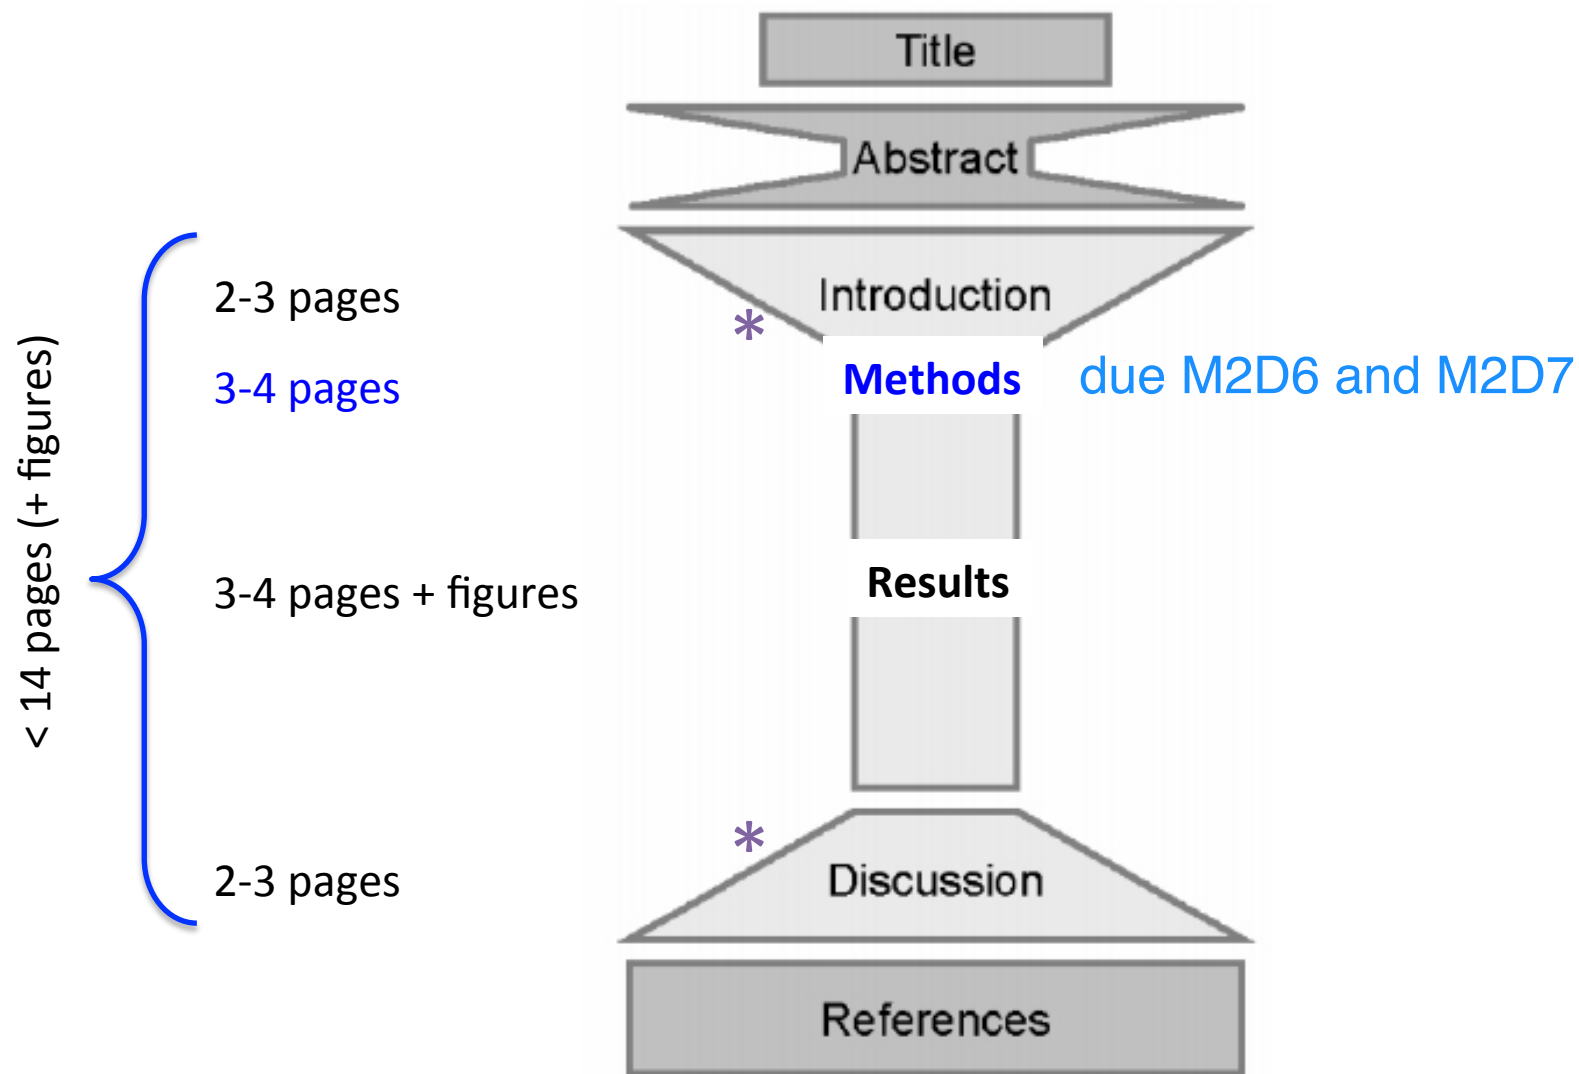 Title
Abstract
2-3 pages
Introduction
*
3-4 pages
Methods
due M2D6 and M2D7
< 14 pages (+ figures)
3-4 pages + figures
Results
*
2-3 pages
Discussion
References